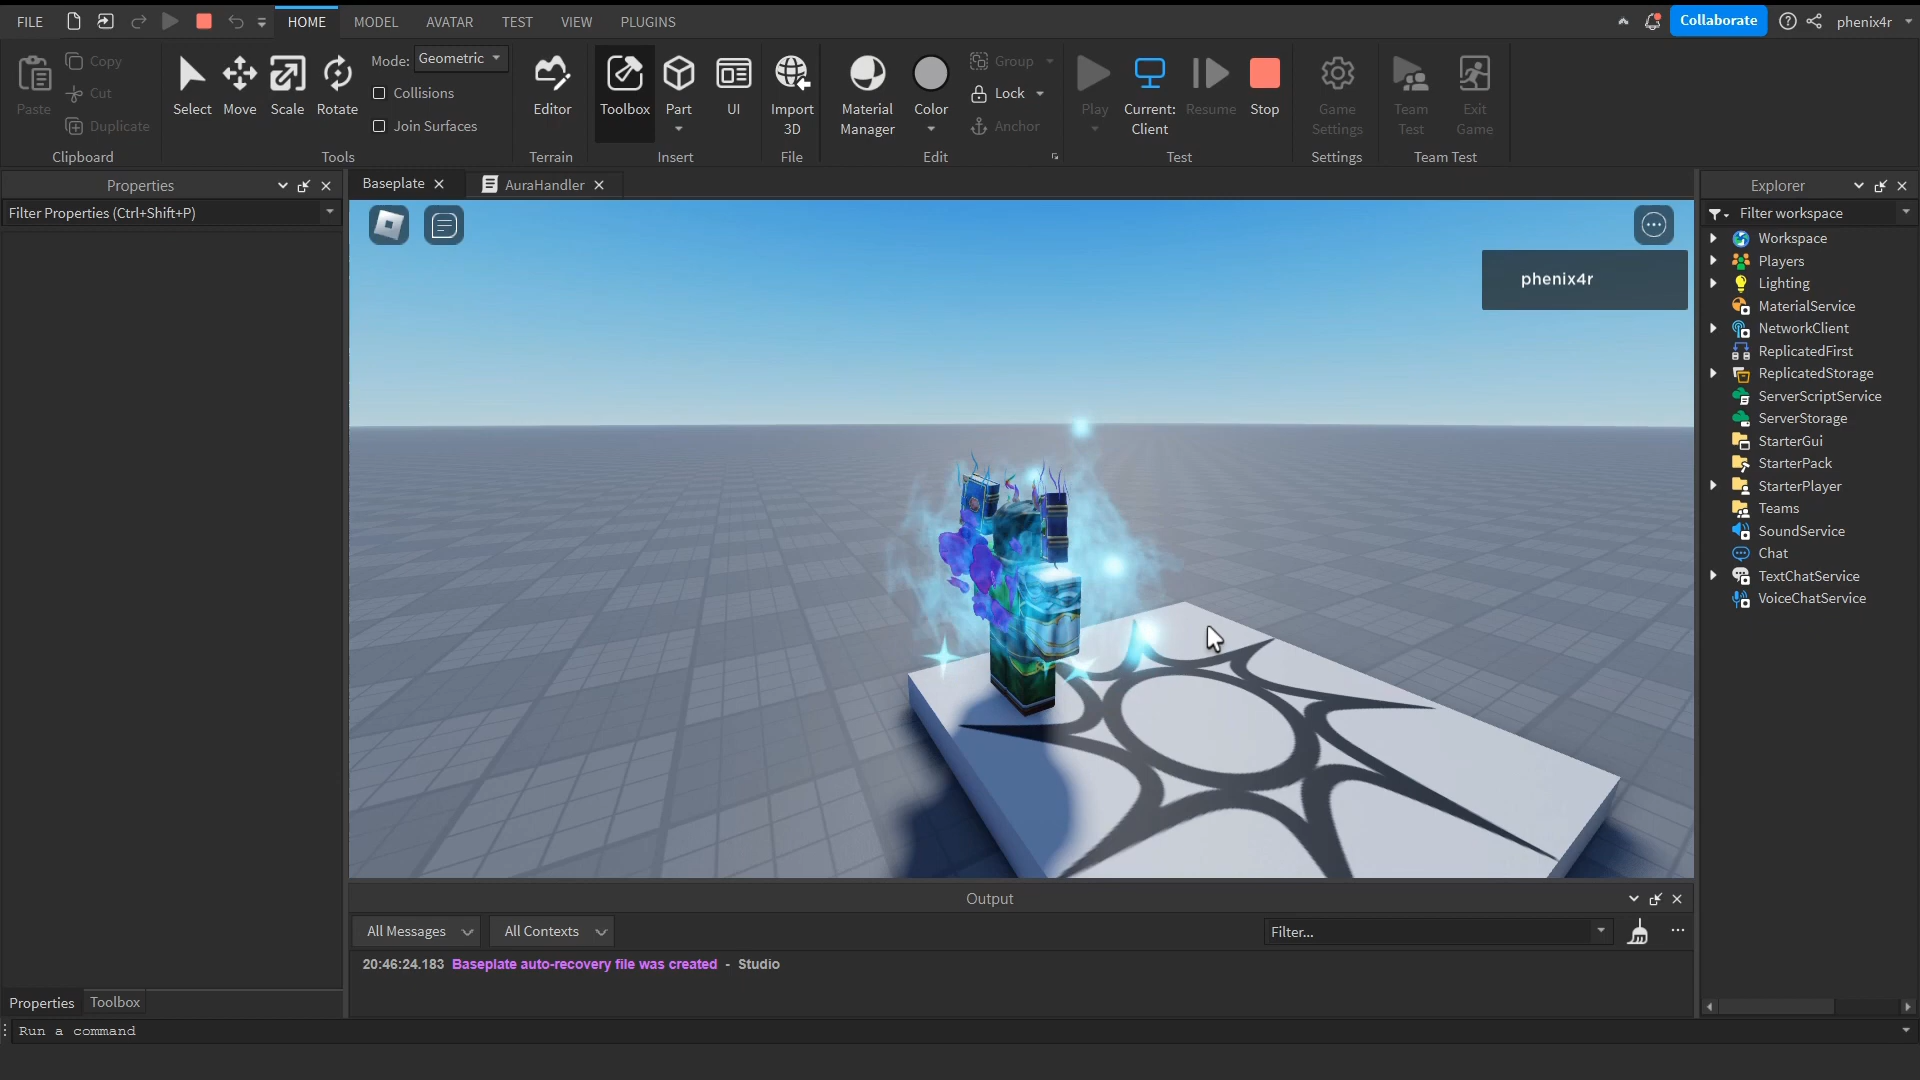 FILE HOME MODEL AVATAR TEST VIEW PLUGINS Collaborate phenix4r
Paste Copy Cut Duplicate
Clipboard
Select Move Scale Rotate Mode: Geometric
Collisions
Join Surfaces
Tools
Editor
Terrain
Toolbox Part UI
Insert
Import
3D
File
Material
Manager
Color
Group
Lock
Anchor
Edit
Play
Current:
Client
Resume Stop
Test
Game
Settings
Settings
Team
Test
Exit
Game
Team Test
Properties
Filter Properties (Ctrl+Shift+P)
Baseplate AuraHandler
phenix4r
Explorer
Filter workspace
Workspace
Players
Lighting
MaterialService
NetworkClient
ReplicatedFirst
ReplicatedStorage
ServerScriptService
ServerStorage
StarterGui
StarterPack
StarterPlayer
Teams
SoundService
Chat
TextChatService
VoiceChatService
Output
All Messages All Contexts Filter...
20:46:24.183 Baseplate auto-recovery file was created - Studio
Properties Toolbox
Run a command